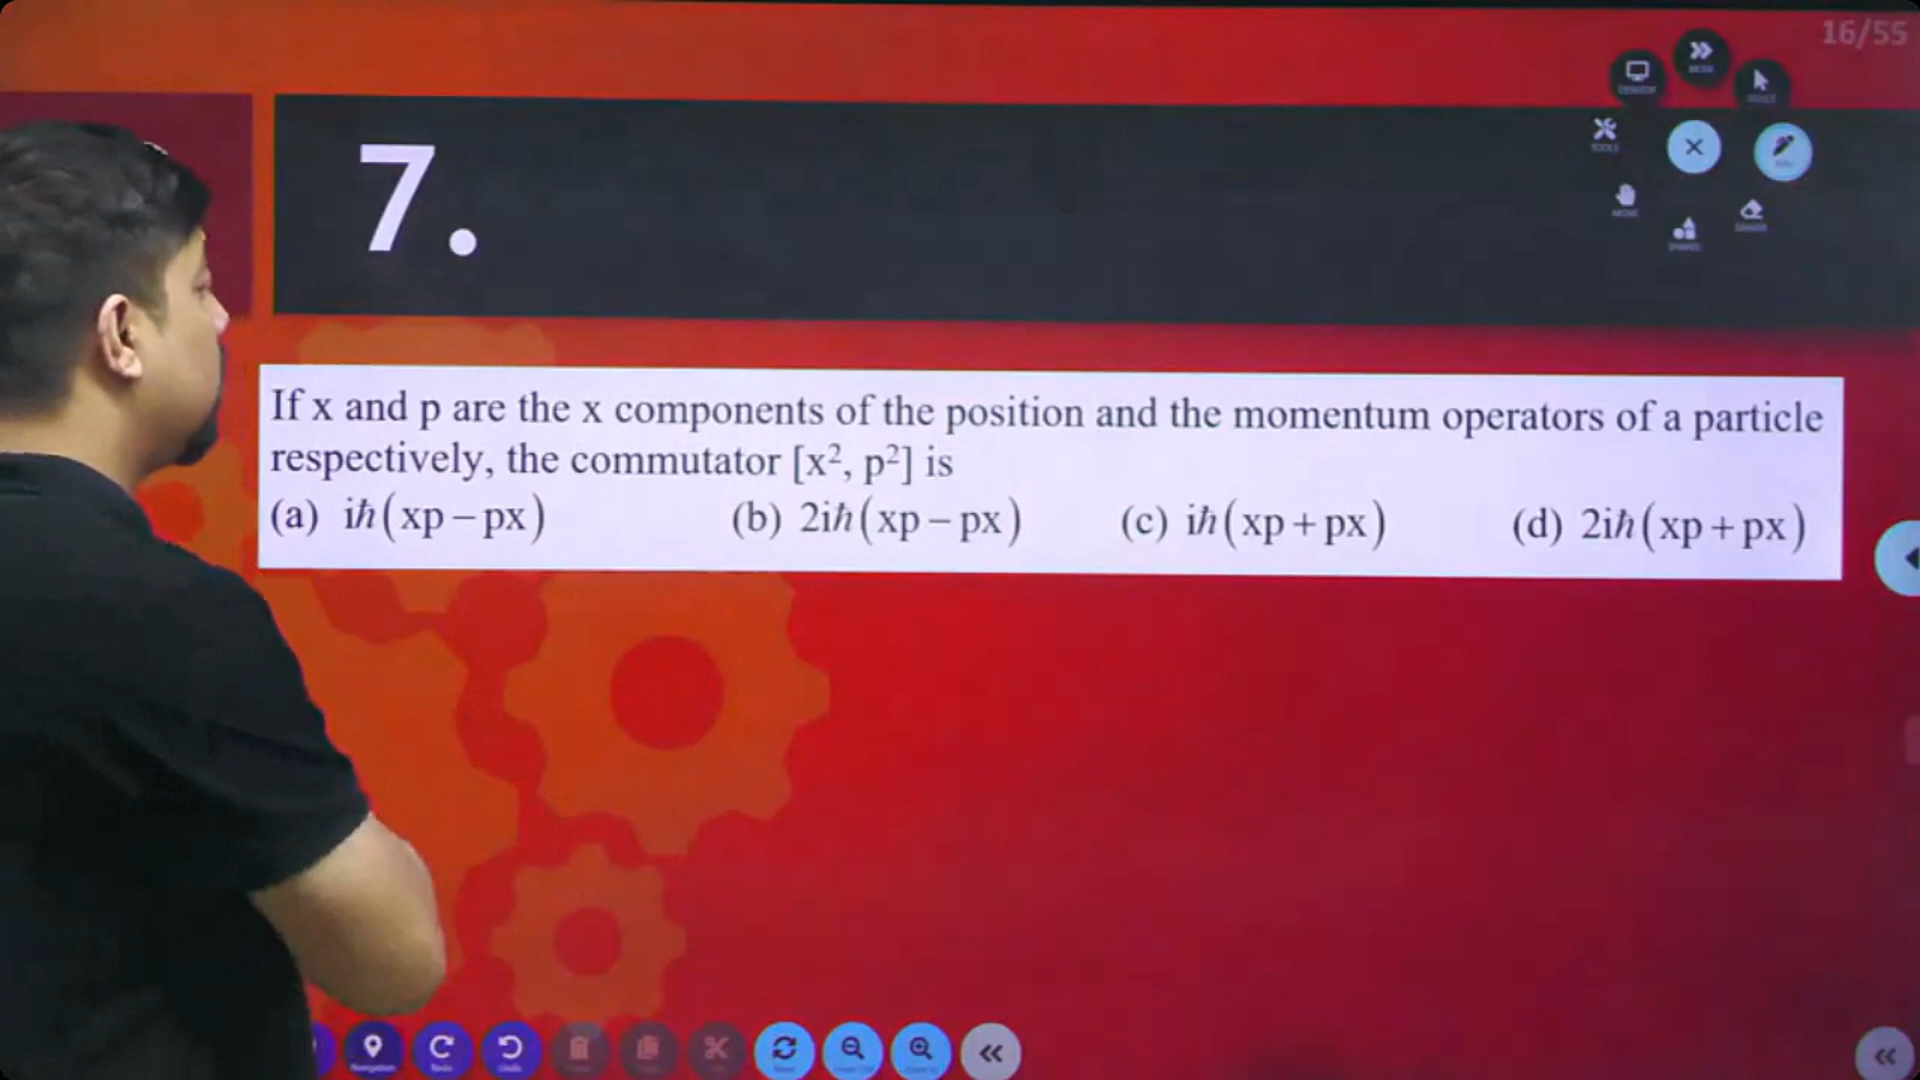 16/55
7.
If x and p are the x components of the position and the momentum operators of a particle
respectively, the commutator [x², p²] is
(a) iℏ(xp−px) (b) 2iℏ(xp−px) (c) iℏ(xp+px) (d) 2iℏ(xp+px)